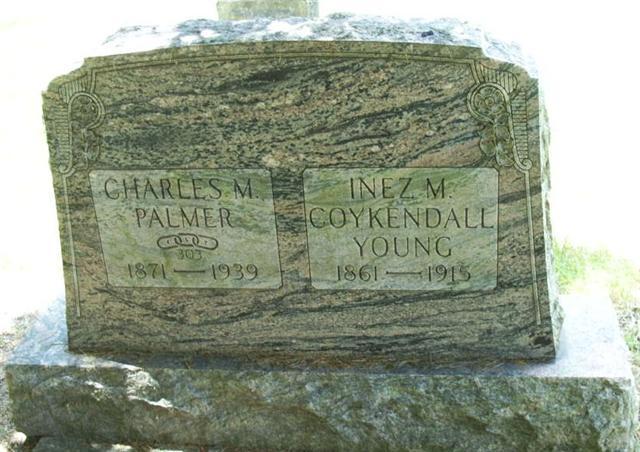 CHARLES M.
PALMER
303
1871 — 1939
INEZ M.
COYKENDALL
YOUNG
1861 — 1915